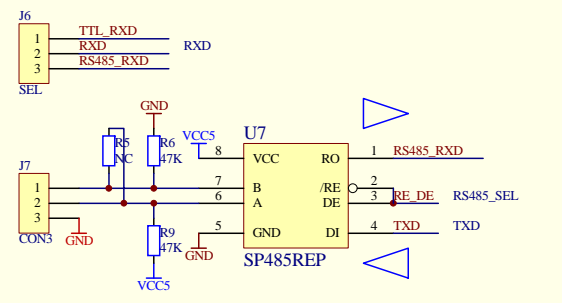 J6
1 TTL_RXD
2 RXD RXD
3 RS485_RXD
SEL
GND
VCC5 U7
R5 R6
NC 47K
8 VCC RO 1 RS485_RXD
J7
1 7 B /RE 2
2 6 A DE 3 RE_DE RS485_SEL
3 5 GND DI 4 TXD TXD
CON3 GND R9 GND
47K
SP485REP
VCC5